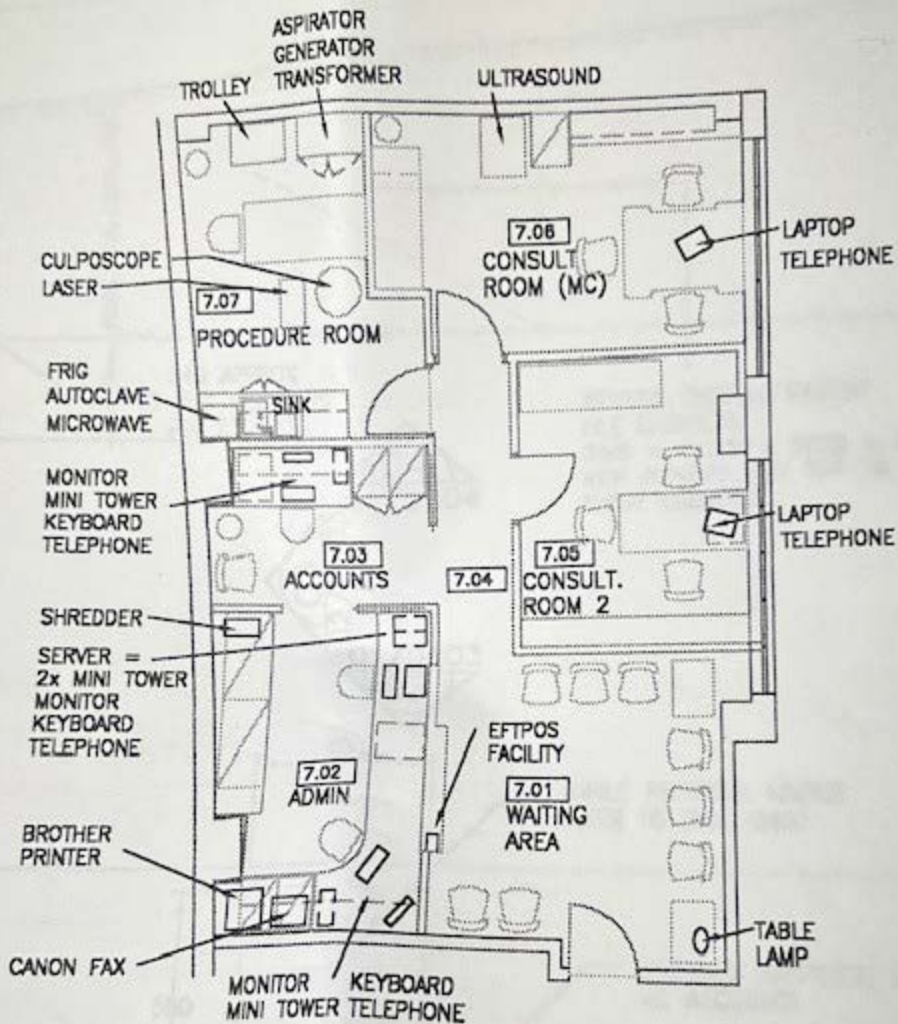 ASPIRATOR
GENERATOR
TRANSFORMER
TROLLEY
ULTRASOUND
LAPTOP
TELEPHONE
7.06
CONSULT
ROOM (MC)
CULPOSCOPE
LASER
7.07
PROCEDURE ROOM
FRIG
AUTOCLAVE
MICROWAVE
SINK
MONITOR
MINI TOWER
KEYBOARD
TELEPHONE
LAPTOP
TELEPHONE
7.03
ACCOUNTS
7.04
7.05
CONSULT.
ROOM 2
SHREDDER
SERVER =
2x MINI TOWER
MONITOR
KEYBOARD
TELEPHONE
EFTPOS
FACILITY
7.02
ADMIN
7.01
WAITING
AREA
BROTHER
PRINTER
CANON FAX
MONITOR KEYBOARD
MINI TOWER TELEPHONE
TABLE
LAMP